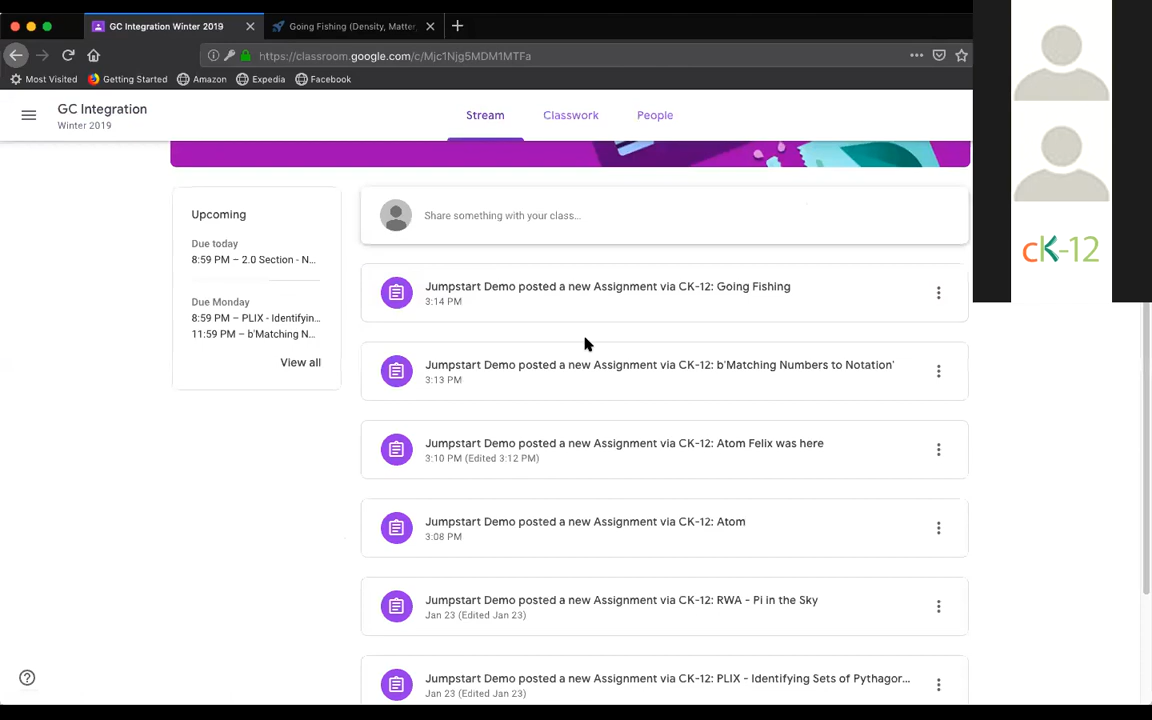 GC Integration Winter 2019
Going Fishing (Density, Matter,
https://classroom.google.com/c/Mjc1Njg5MDM1MTFa
Most Visited
Getting Started
Amazon
Expedia
Facebook
GC Integration
Winter 2019
Stream
Classwork
People
Upcoming
Due today
8:59 PM – 2.0 Section - N...
Due Monday
8:59 PM – PLIX - Identifyin...
11:59 PM – b'Matching N...
View all
Share something with your class...
Jumpstart Demo posted a new Assignment via CK-12: Going Fishing
3:14 PM
Jumpstart Demo posted a new Assignment via CK-12: b'Matching Numbers to Notation'
3:13 PM
Jumpstart Demo posted a new Assignment via CK-12: Atom Felix was here
3:10 PM (Edited 3:12 PM)
Jumpstart Demo posted a new Assignment via CK-12: Atom
3:08 PM
Jumpstart Demo posted a new Assignment via CK-12: RWA - Pi in the Sky
Jan 23 (Edited Jan 23)
Jumpstart Demo posted a new Assignment via CK-12: PLIX - Identifying Sets of Pythagor...
Jan 23 (Edited Jan 23)
cK-12